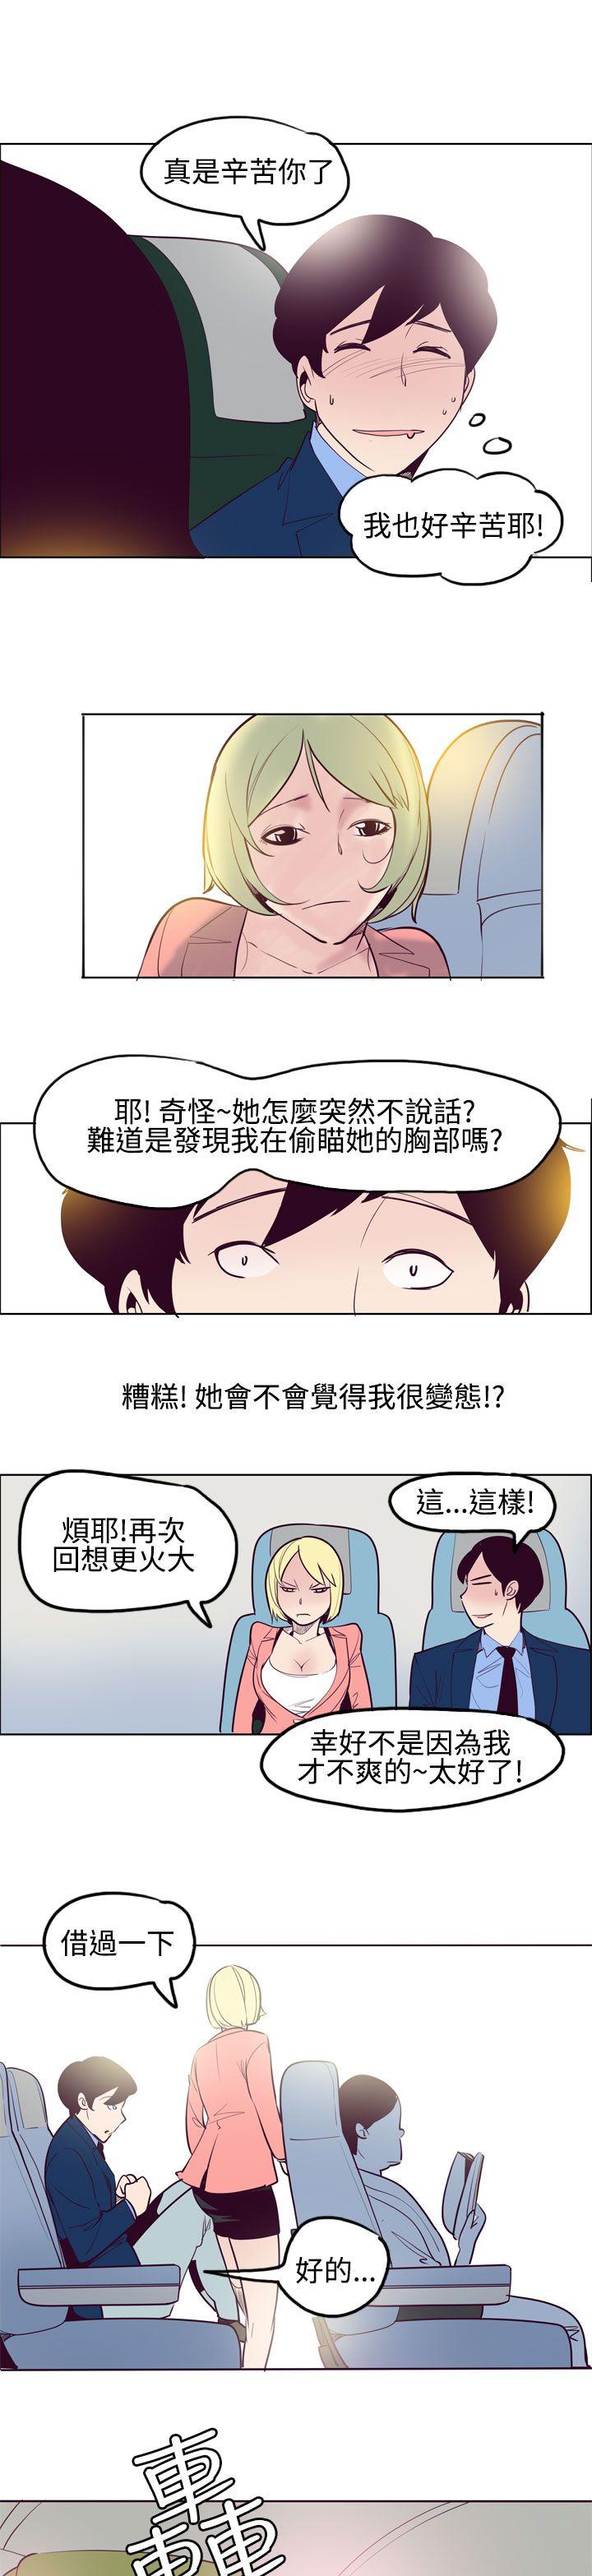 真是辛苦你了
我也好辛苦耶!
耶! 奇怪~她怎麼突然不說話?
難道是發現我在偷瞄她的胸部嗎?
糟糕! 她會不會覺得我很變態!?
煩耶!再次
回想更火大
這...這樣!
幸好不是因為我
才不爽的~太好了!
借過一下
好的...
車
車車